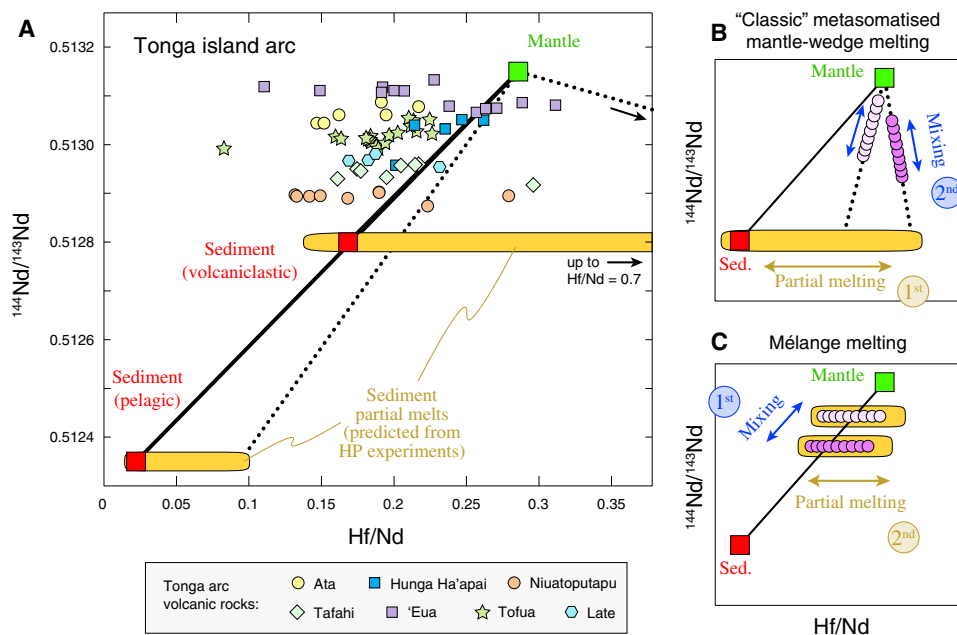 A
Tonga island arc
Mantle
0.5132
0.5130
0.5128
0.5126
0.5124
¹⁴⁴Nd/¹⁴³Nd
Sediment
(volcaniclastic)
up to
Hf/Nd = 0.7
Sediment
(pelagic)
Sediment
partial melts
(predicted from
HP experiments)
0
0.05
0.1
0.15
0.2
0.25
0.3
0.35
Hf/Nd
Tonga arc
volcanic rocks:
Ata
Hunga Ha’apai
Niuatoputapu
Tafahi
‘Eua
Tofua
Late
“Classic” metasomatised
mantle-wedge melting
B
Mantle
Mixing
2nd
¹⁴⁴Nd/¹⁴³Nd
Sed.
Partial melting
1st
C
Mélange melting
Mantle
1st
Mixing
¹⁴⁴Nd/¹⁴³Nd
Partial melting
2nd
Sed.
Hf/Nd